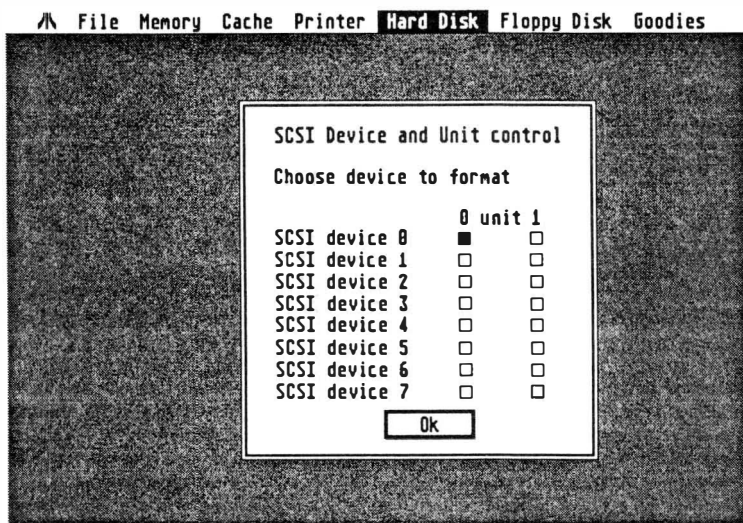 File Memory Cache Printer Hard Disk Floppy Disk Goodies
SCSI Device and Unit control
Choose device to format
0 unit 1
SCSI device 0
SCSI device 1
SCSI device 2
SCSI device 3
SCSI device 4
SCSI device 5
SCSI device 6
SCSI device 7
Ok